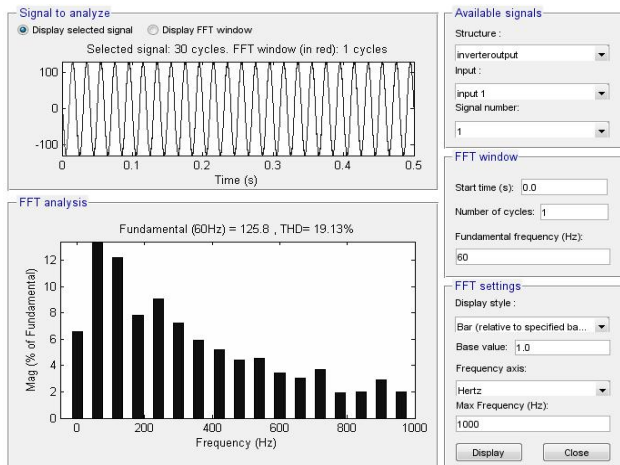 Signal to analyze
Display selected signal Display FFT window
Selected signal: 30 cycles. FFT window (in red): 1 cycles
100
0
-100
0 0.1 0.2 0.3 0.4 0.5
Time (s)
FFT analysis
Fundamental (60Hz) = 125.8 , THD= 19.13%
Mag (% of Fundamental)
12
10
8
6
4
2
0
0 200 400 600 800 1000
Frequency (Hz)
Available signals
Structure :
inverteroutput
Input :
input 1
Signal number:
1
FFT window
Start time (s): 0.0
Number of cycles: 1
Fundamental frequency (Hz):
60
FFT settings
Display style :
Bar (relative to specified ba...
Base value: 1.0
Frequency axis:
Hertz
Max Frequency (Hz):
1000
Display Close